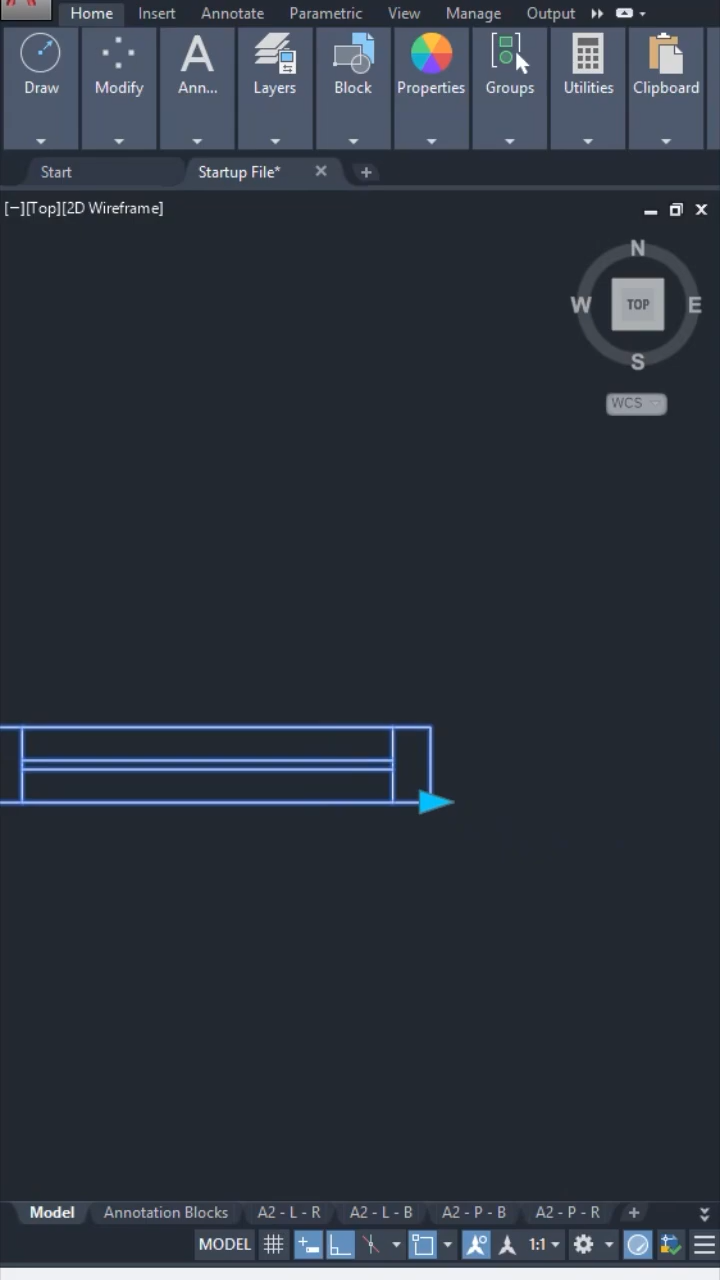 Home Insert Annotate Parametric View Manage Output
Draw Modify Ann... Layers Block Properties Groups Utilities Clipboard
Start Startup File*
[−][Top][2D Wireframe]
N
W TOP E
S
WCS
Model Annotation Blocks A2 - L - R A2 - L - B A2 - P - B A2 - P - R
MODEL 1:1